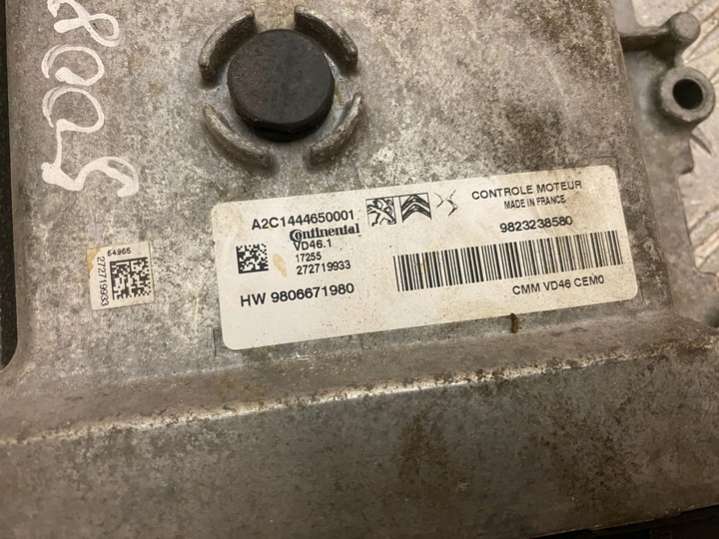 A2C1444650001
Continental
VD46.1
17255
272719933
HW 9806671980
CONTROLE MOTEUR
MADE IN FRANCE
9823238580
CMM VD46 CEM0
64965
272719933